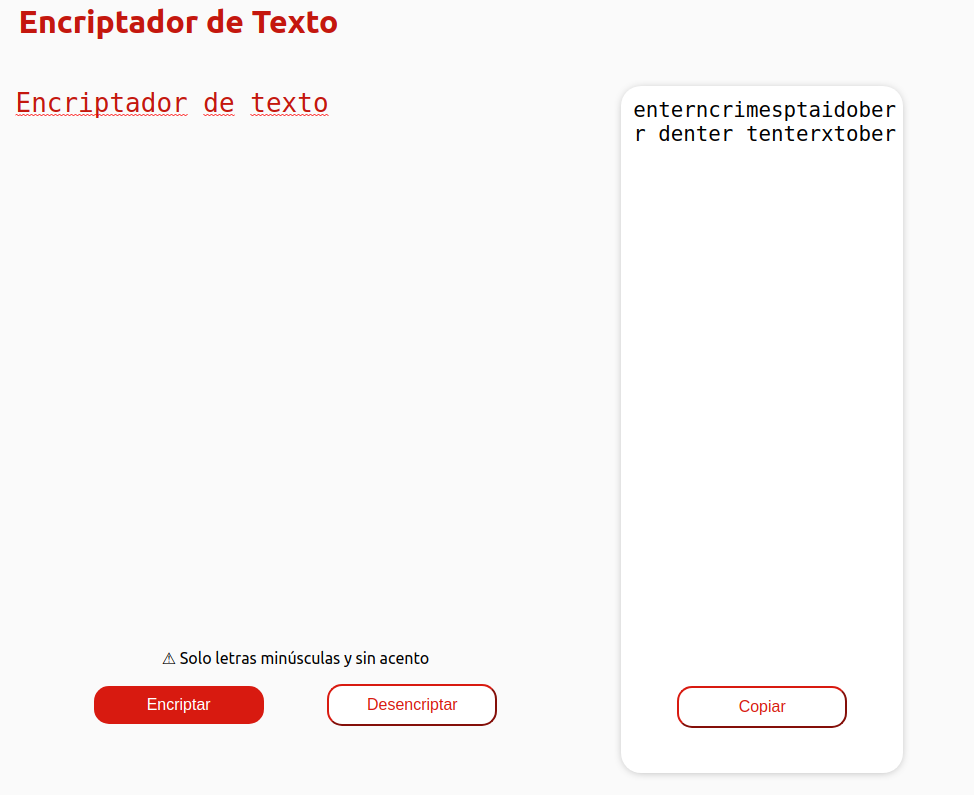 Encriptador de Texto
Encriptador de texto
enterncrimesptaidober
r denter tenterxtober
⚠ Solo letras minúsculas y sin acento
Encriptar
Desencriptar
Copiar